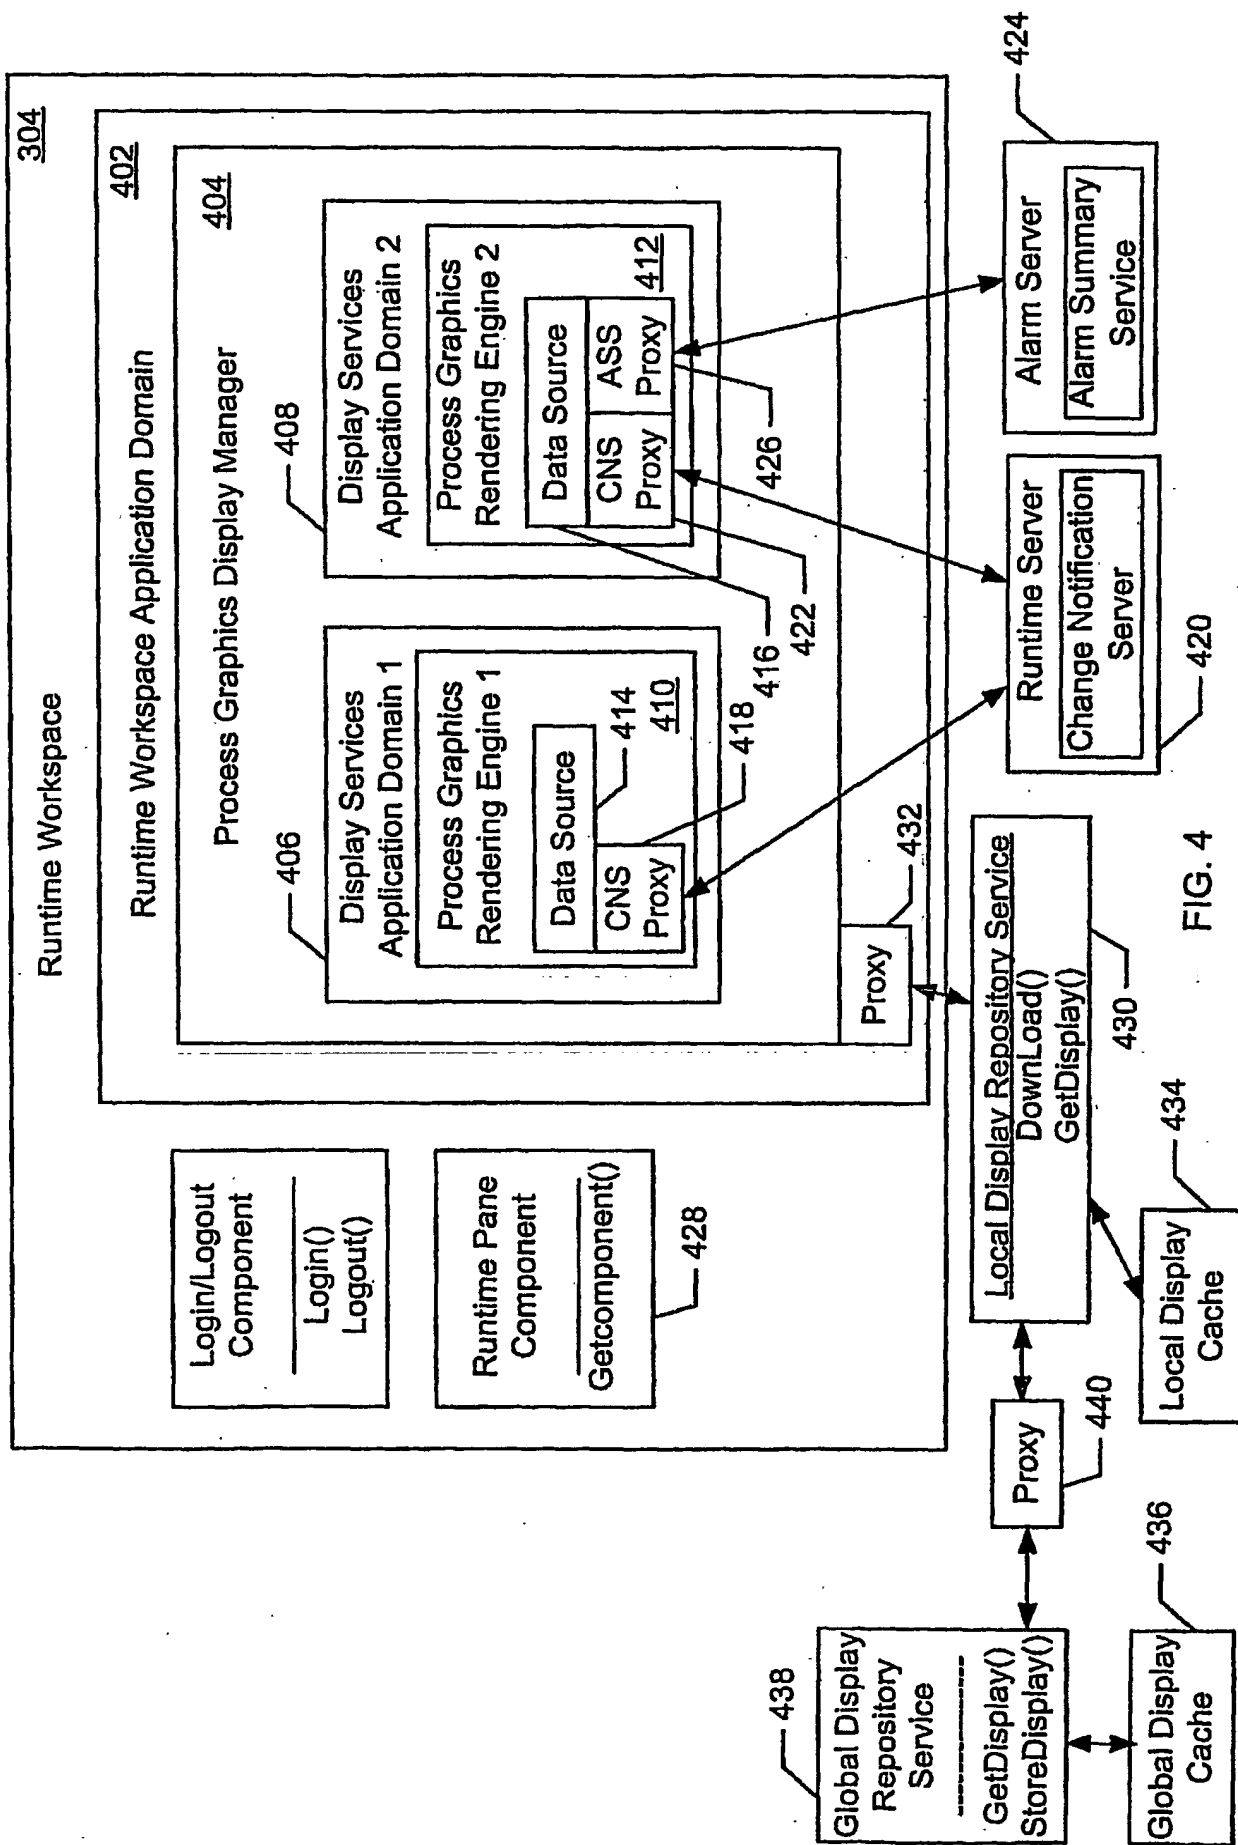 Runtime Workspace
304
Login/Logout
Component
Login()
Logout()
Runtime Pane
Component
Getcomponent()
428
Runtime Workspace Application Domain
402
Process Graphics Display Manager
404
406
Display Services
Application Domain 1
Process Graphics
Rendering Engine 1
410
Data Source
414
CNS
Proxy
418
408
Display Services
Application Domain 2
Process Graphics
Rendering Engine 2
412
Data Source
CNS
Proxy
ASS
Proxy
416
422
426
Proxy
432
438
Global Display
Repository
Service
GetDisplay()
StoreDisplay()
Global Display
Cache
436
Proxy
440
Local Display Repository Service
DownLoad()
GetDisplay()
430
Local Display
Cache
434
Runtime Server
Change Notification
Server
420
Alarm Server
Alarm Summary
Service
424
FIG. 4